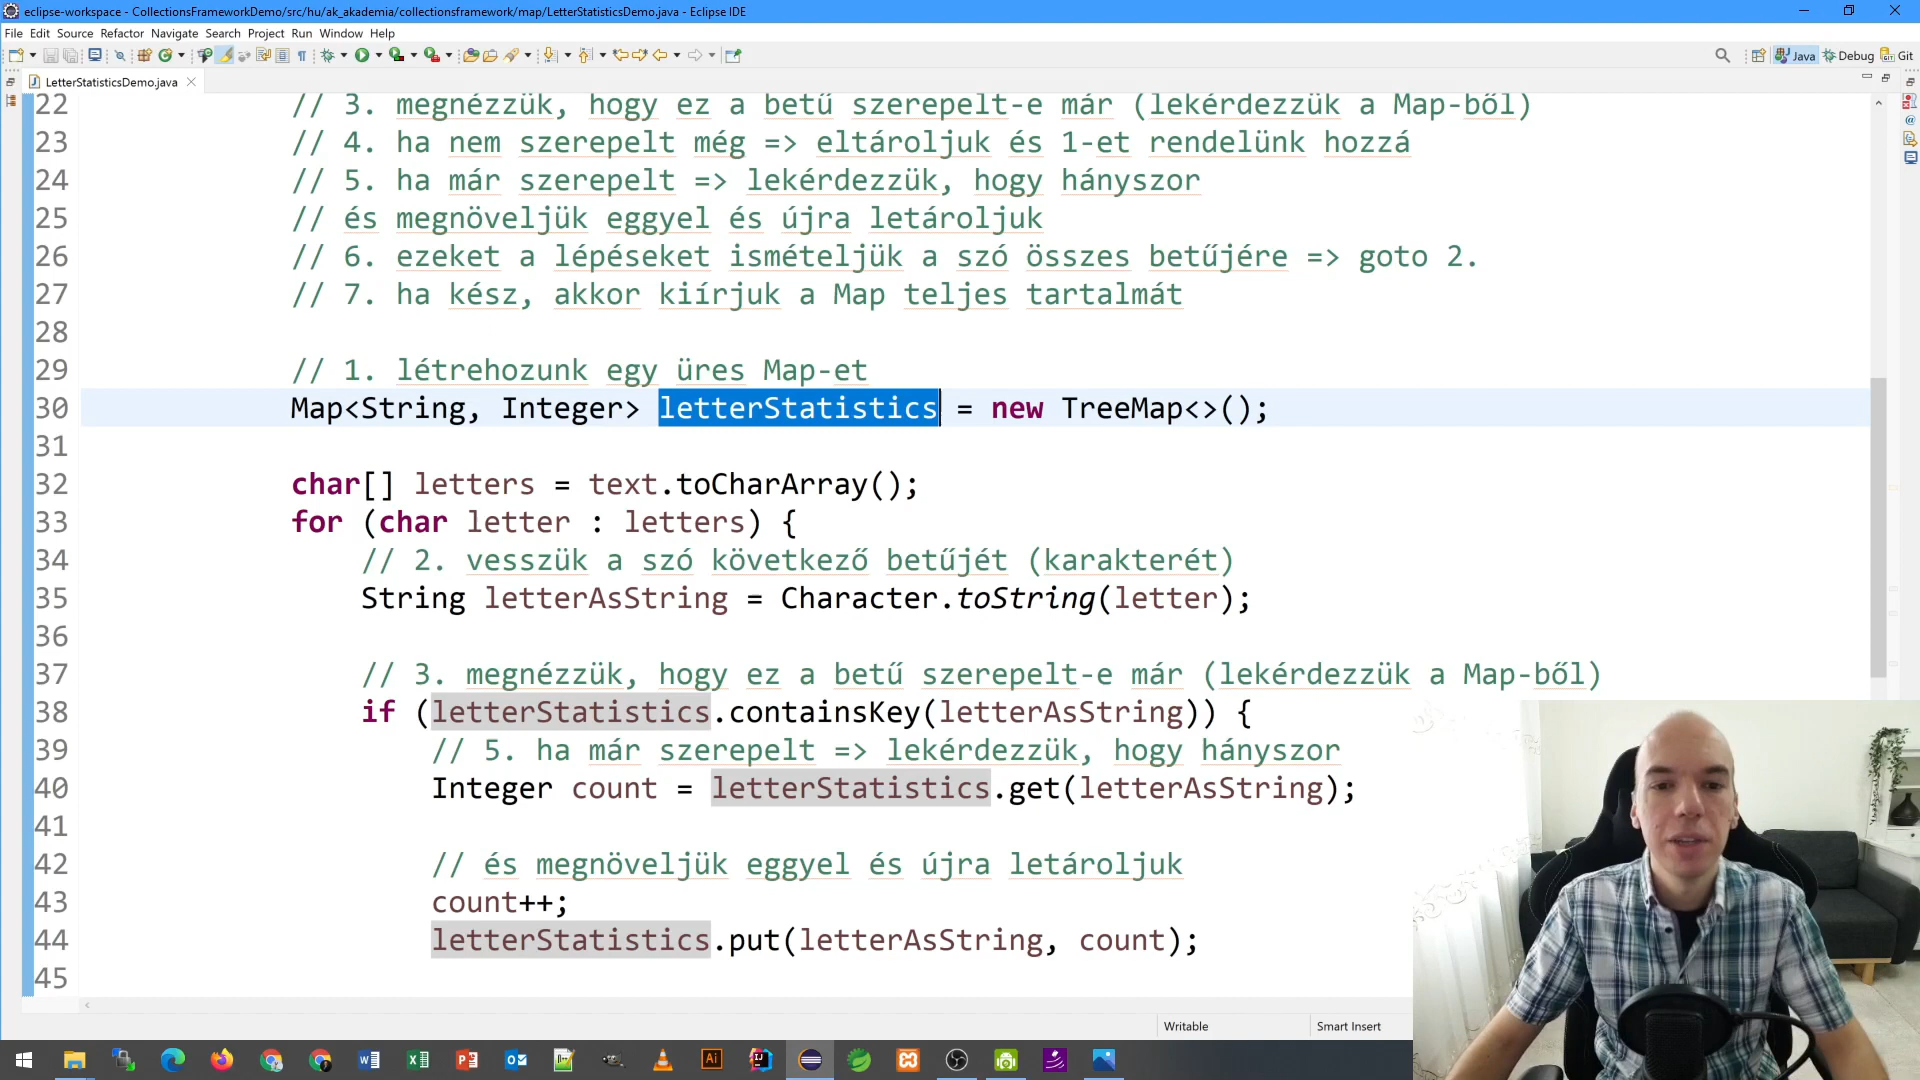 eclipse-workspace - CollectionsFrameworkDemo/src/hu/ak_akademia/collectionsframework/map/LetterStatisticsDemo.java - Eclipse IDE
File Edit Source Refactor Navigate Search Project Run Window Help
Java Debug Git
LetterStatisticsDemo.java
22 // 3. megnézzük, hogy ez a betű szerepelt-e már (lekérdezzük a Map-ből)
23 // 4. ha nem szerepelt még => eltároljuk és 1-et rendelünk hozzá
24 // 5. ha már szerepelt => lekérdezzük, hogy hányszor
25 // és megnöveljük eggyel és újra letároljuk
26 // 6. ezeket a lépéseket ismételjük a szó összes betűjére => goto 2.
27 // 7. ha kész, akkor kiírjuk a Map teljes tartalmát
28
29 // 1. létrehozunk egy üres Map-et
30 Map<String, Integer> letterStatistics = new TreeMap<>();
31
32 char[] letters = text.toCharArray();
33 for (char letter : letters) {
34 // 2. vesszük a szó következő betűjét (karakterét)
35 String letterAsString = Character.toString(letter);
36
37 // 3. megnézzük, hogy ez a betű szerepelt-e már (lekérdezzük a Map-ből)
38 if (letterStatistics.containsKey(letterAsString)) {
39 // 5. ha már szerepelt => lekérdezzük, hogy hányszor
40 Integer count = letterStatistics.get(letterAsString);
41
42 // és megnöveljük eggyel és újra letároljuk
43 count++;
44 letterStatistics.put(letterAsString, count);
45
Writable Smart Insert